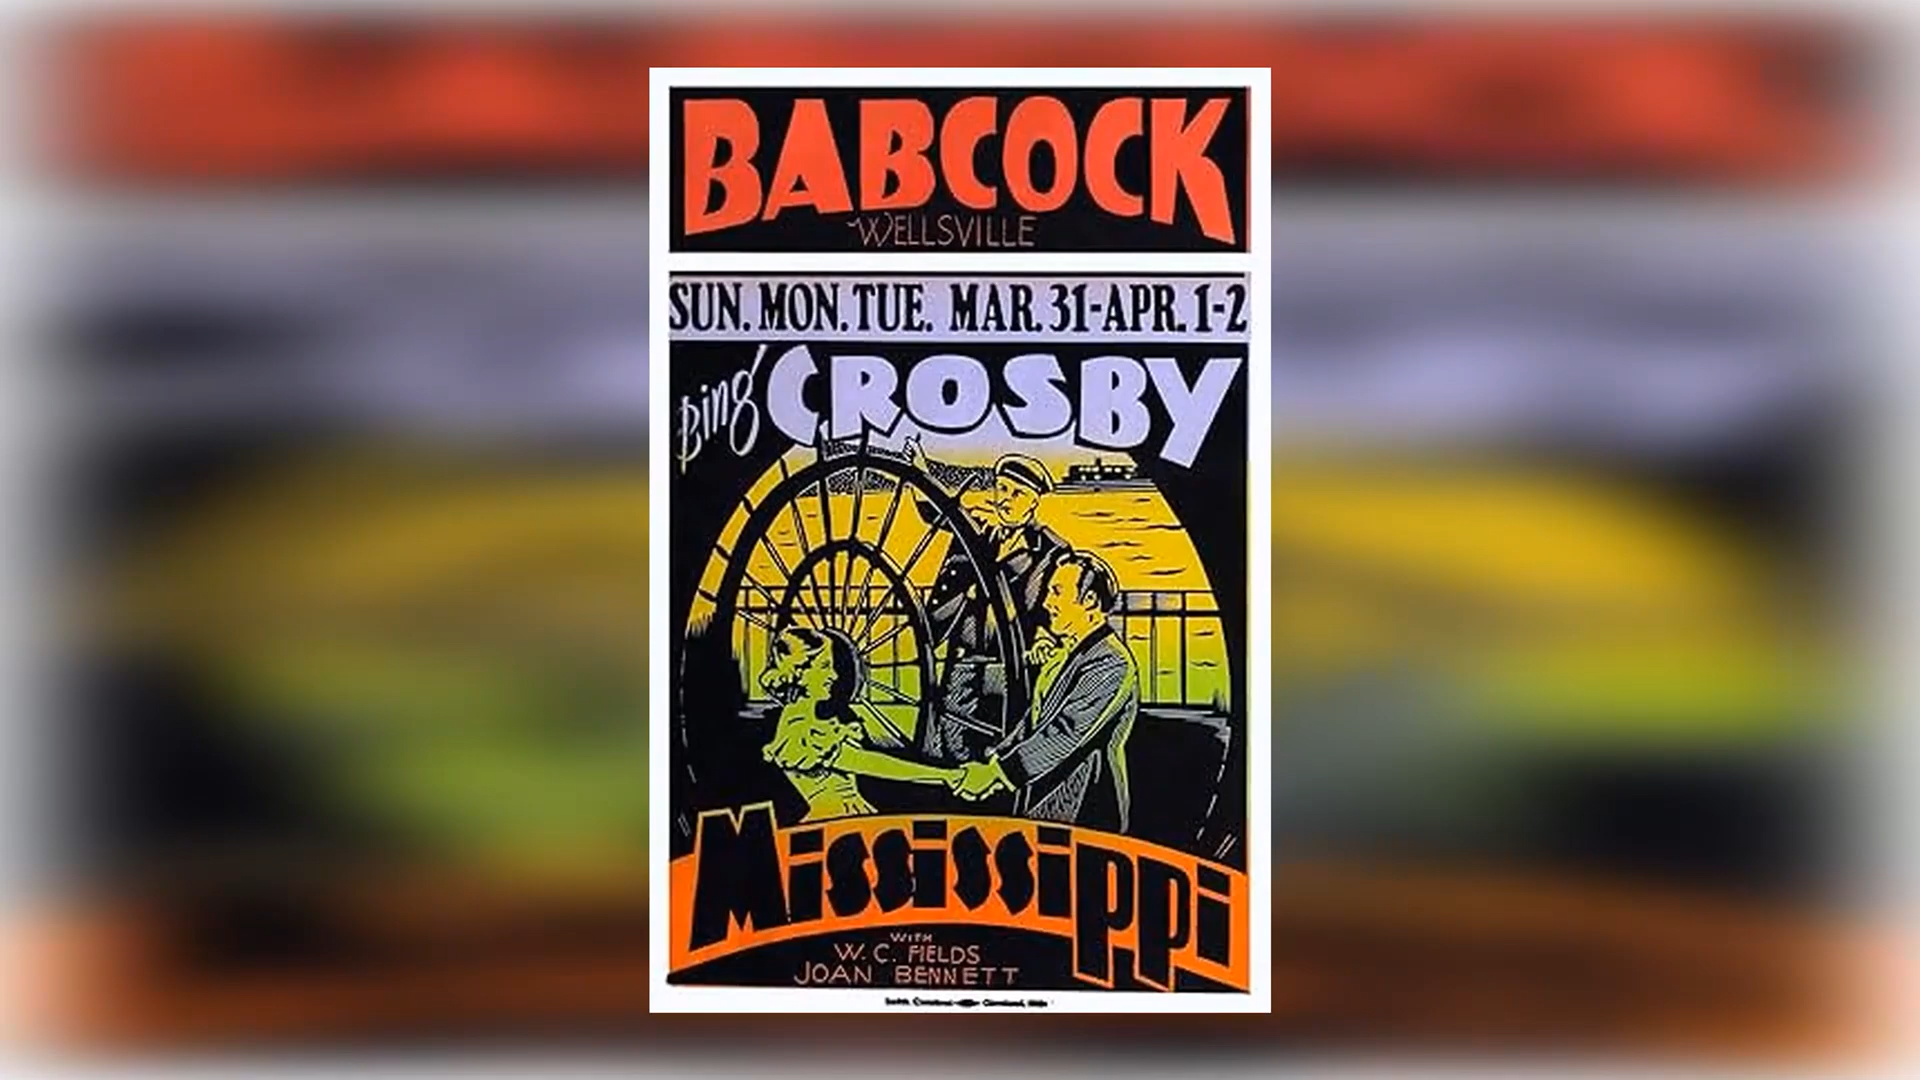 BABCOCK
WELLSVILLE
SUN. MON. TUE. MAR. 31-APR. 1-2
Bing CROSBY
Mississippi
WITH
W. C. FIELDS
JOAN BENNETT